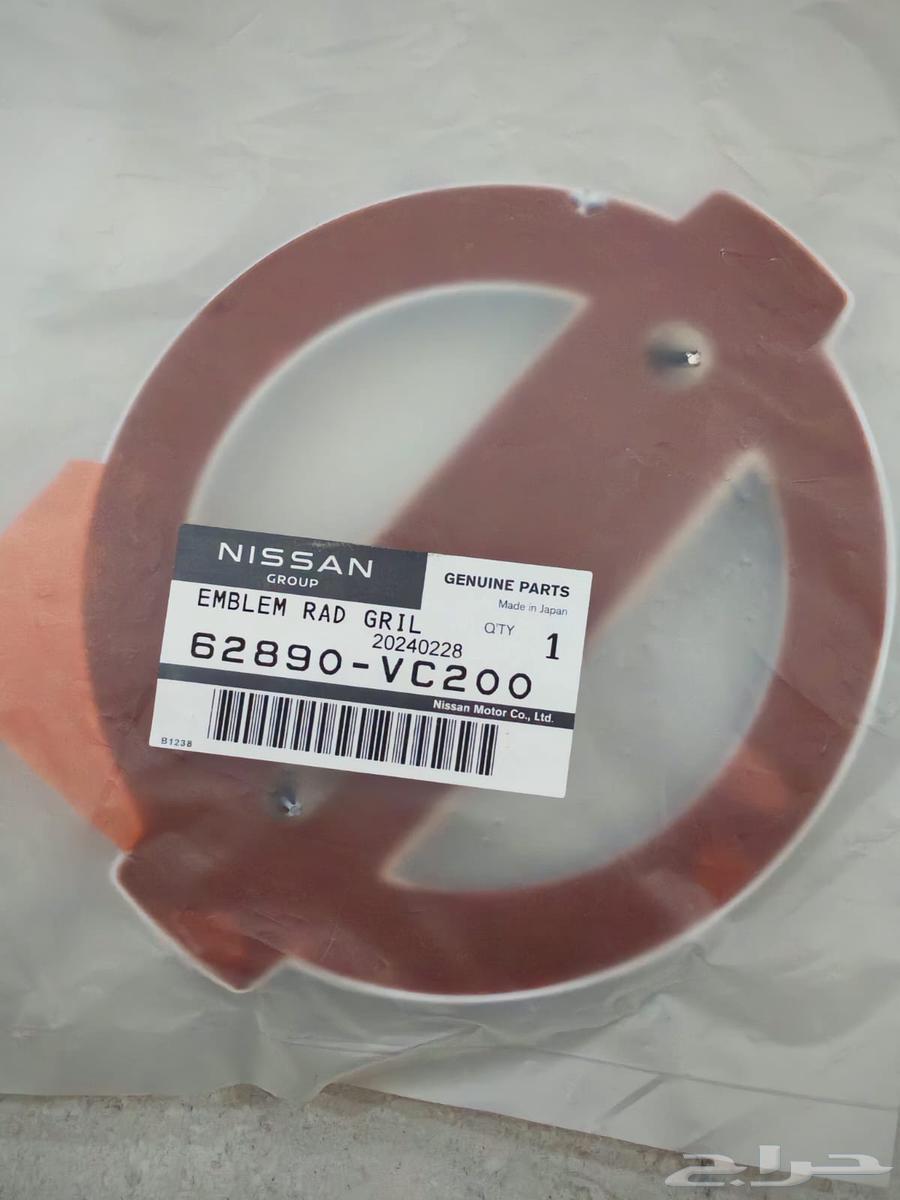 NISSAN
GROUP
GENUINE PARTS
Made in Japan
EMBLEM RAD GRIL
Q'TY 1
20240228
62890-VC200
Nissan Motor Co., Ltd.
B1238
حراج